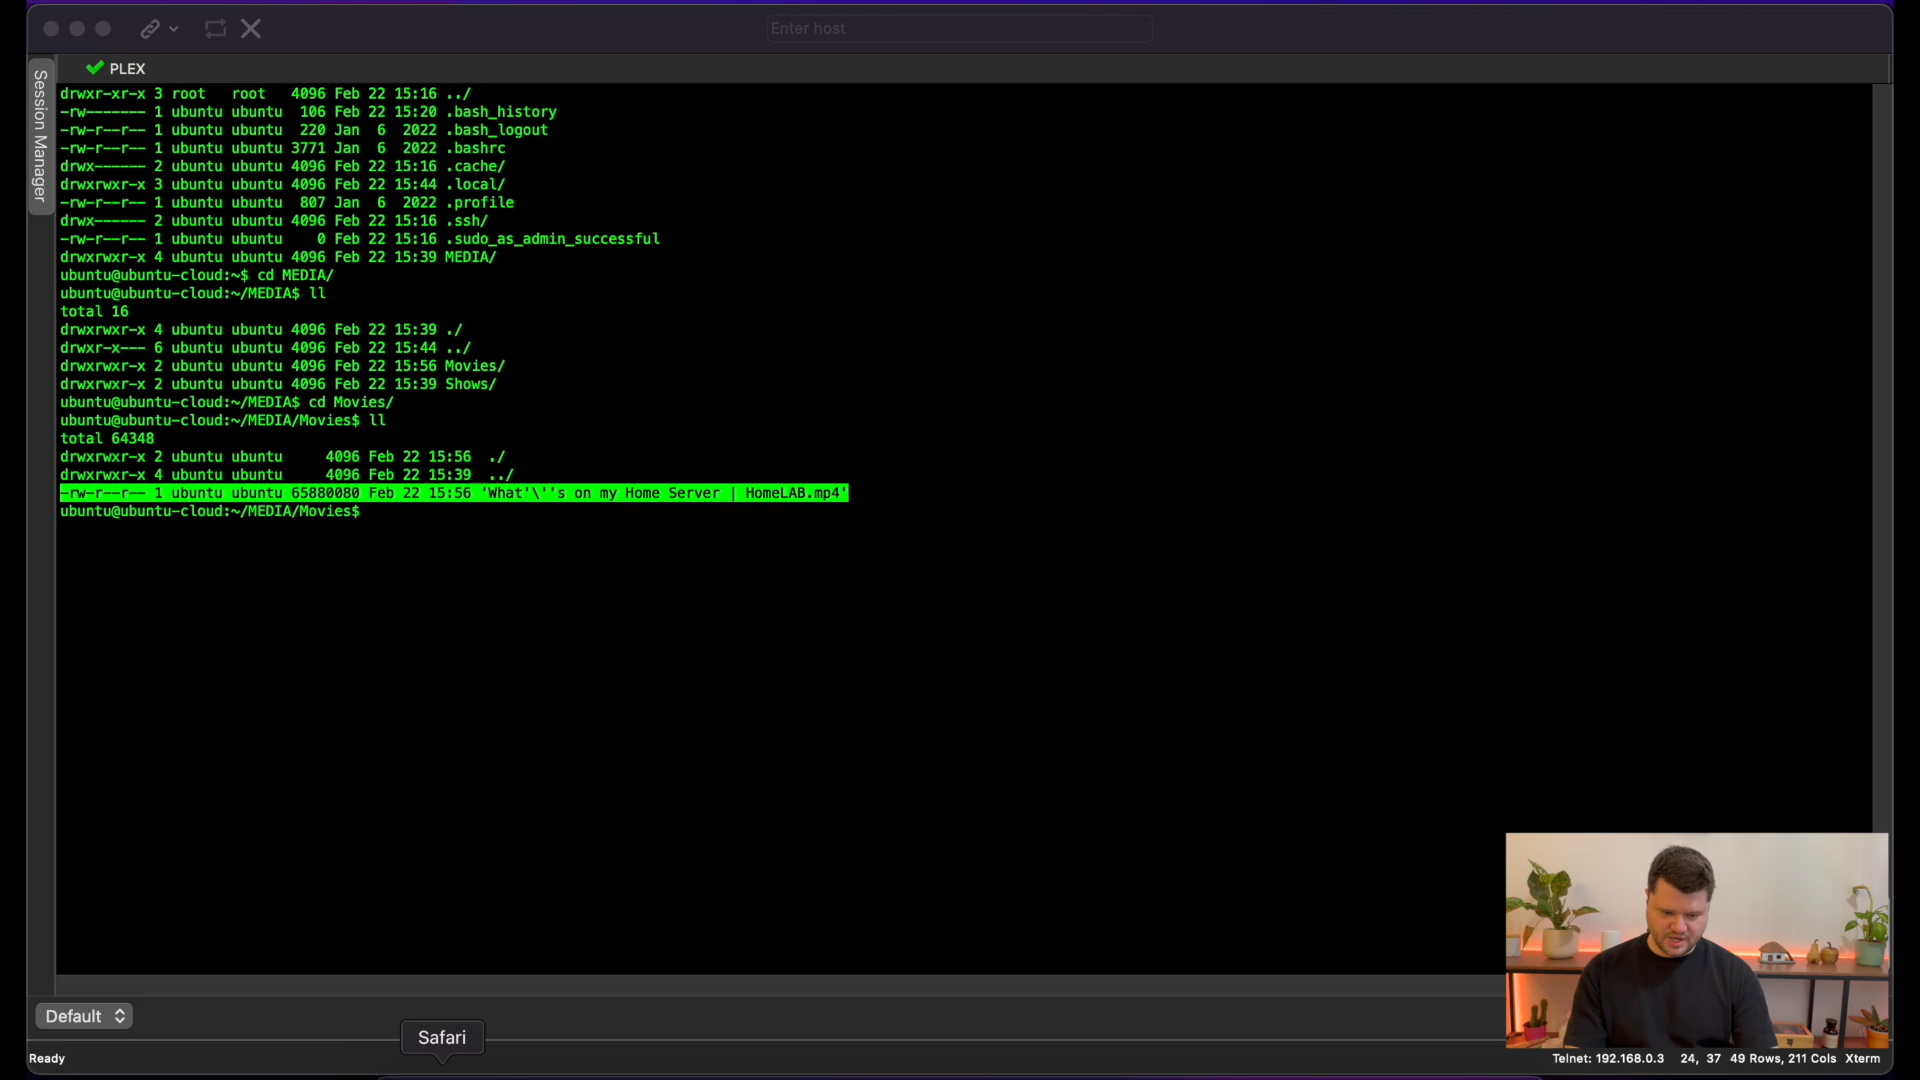 Enter host
Session Manager
PLEX
drwxr-xr-x 3 root   root   4096 Feb 22 15:16 ../
-rw------- 1 ubuntu ubuntu  106 Feb 22 15:20 .bash_history
-rw-r--r-- 1 ubuntu ubuntu  220 Jan  6  2022 .bash_logout
-rw-r--r-- 1 ubuntu ubuntu 3771 Jan  6  2022 .bashrc
drwx------ 2 ubuntu ubuntu 4096 Feb 22 15:16 .cache/
drwxrwxr-x 3 ubuntu ubuntu 4096 Feb 22 15:44 .local/
-rw-r--r-- 1 ubuntu ubuntu  807 Jan  6  2022 .profile
drwx------ 2 ubuntu ubuntu 4096 Feb 22 15:16 .ssh/
-rw-r--r-- 1 ubuntu ubuntu    0 Feb 22 15:16 .sudo_as_admin_successful
drwxrwxr-x 4 ubuntu ubuntu 4096 Feb 22 15:39 MEDIA/
ubuntu@ubuntu-cloud:~$ cd MEDIA/
ubuntu@ubuntu-cloud:~/MEDIA$ ll
total 16
drwxrwxr-x 4 ubuntu ubuntu 4096 Feb 22 15:39 ./
drwxr-x--- 6 ubuntu ubuntu 4096 Feb 22 15:44 ../
drwxrwxr-x 2 ubuntu ubuntu 4096 Feb 22 15:56 Movies/
drwxrwxr-x 2 ubuntu ubuntu 4096 Feb 22 15:39 Shows/
ubuntu@ubuntu-cloud:~/MEDIA$ cd Movies/
ubuntu@ubuntu-cloud:~/MEDIA/Movies$ ll
total 64348
drwxrwxr-x 2 ubuntu ubuntu     4096 Feb 22 15:56  ./
drwxrwxr-x 4 ubuntu ubuntu     4096 Feb 22 15:39  ../
-rw-r--r-- 1 ubuntu ubuntu 65880080 Feb 22 15:56 'What'\''s on my Home Server | HomeLAB.mp4'
ubuntu@ubuntu-cloud:~/MEDIA/Movies$
Default
Safari
Ready
Telnet: 192.168.0.3   24, 37   49 Rows, 211 Cols   Xterm